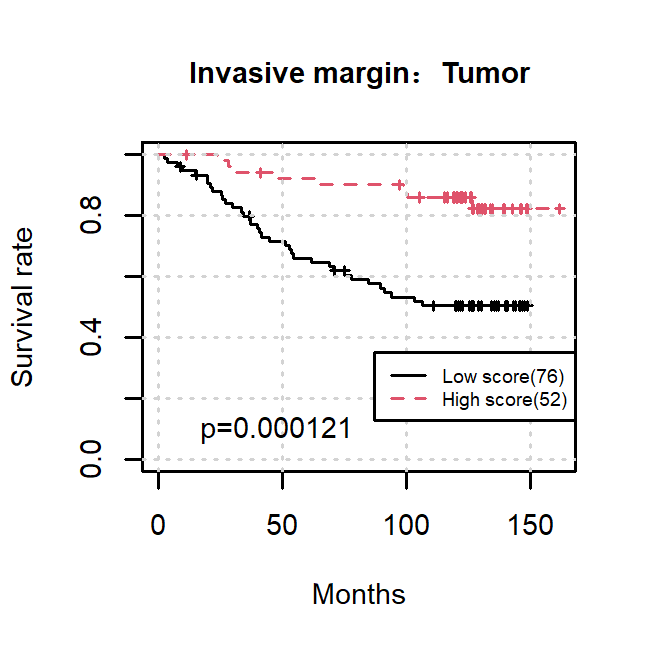 Invasive margin：Tumor
Survival rate
0.8
0.4
0.0
Low score(76)
High score(52)
p=0.000121
0 50 100 150
Months